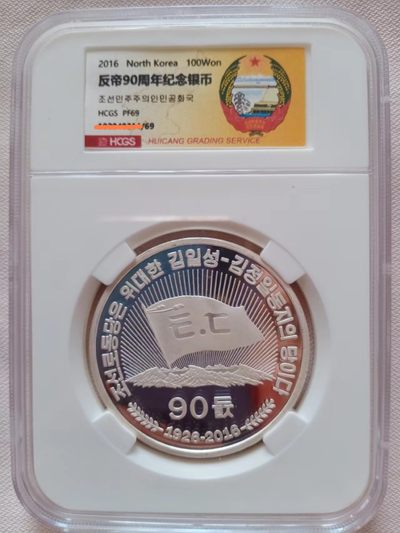 2016 North Korea 100Won
反帝90周年纪念银币
조선민주주의인민공화국
HCGS PF69
/69
HCGS HUICANG GRADING SERVICE
조선로동당은 위대한 김일성-김정일동지의 당이다
ㅌ.ㄷ
90돐
1926-2016